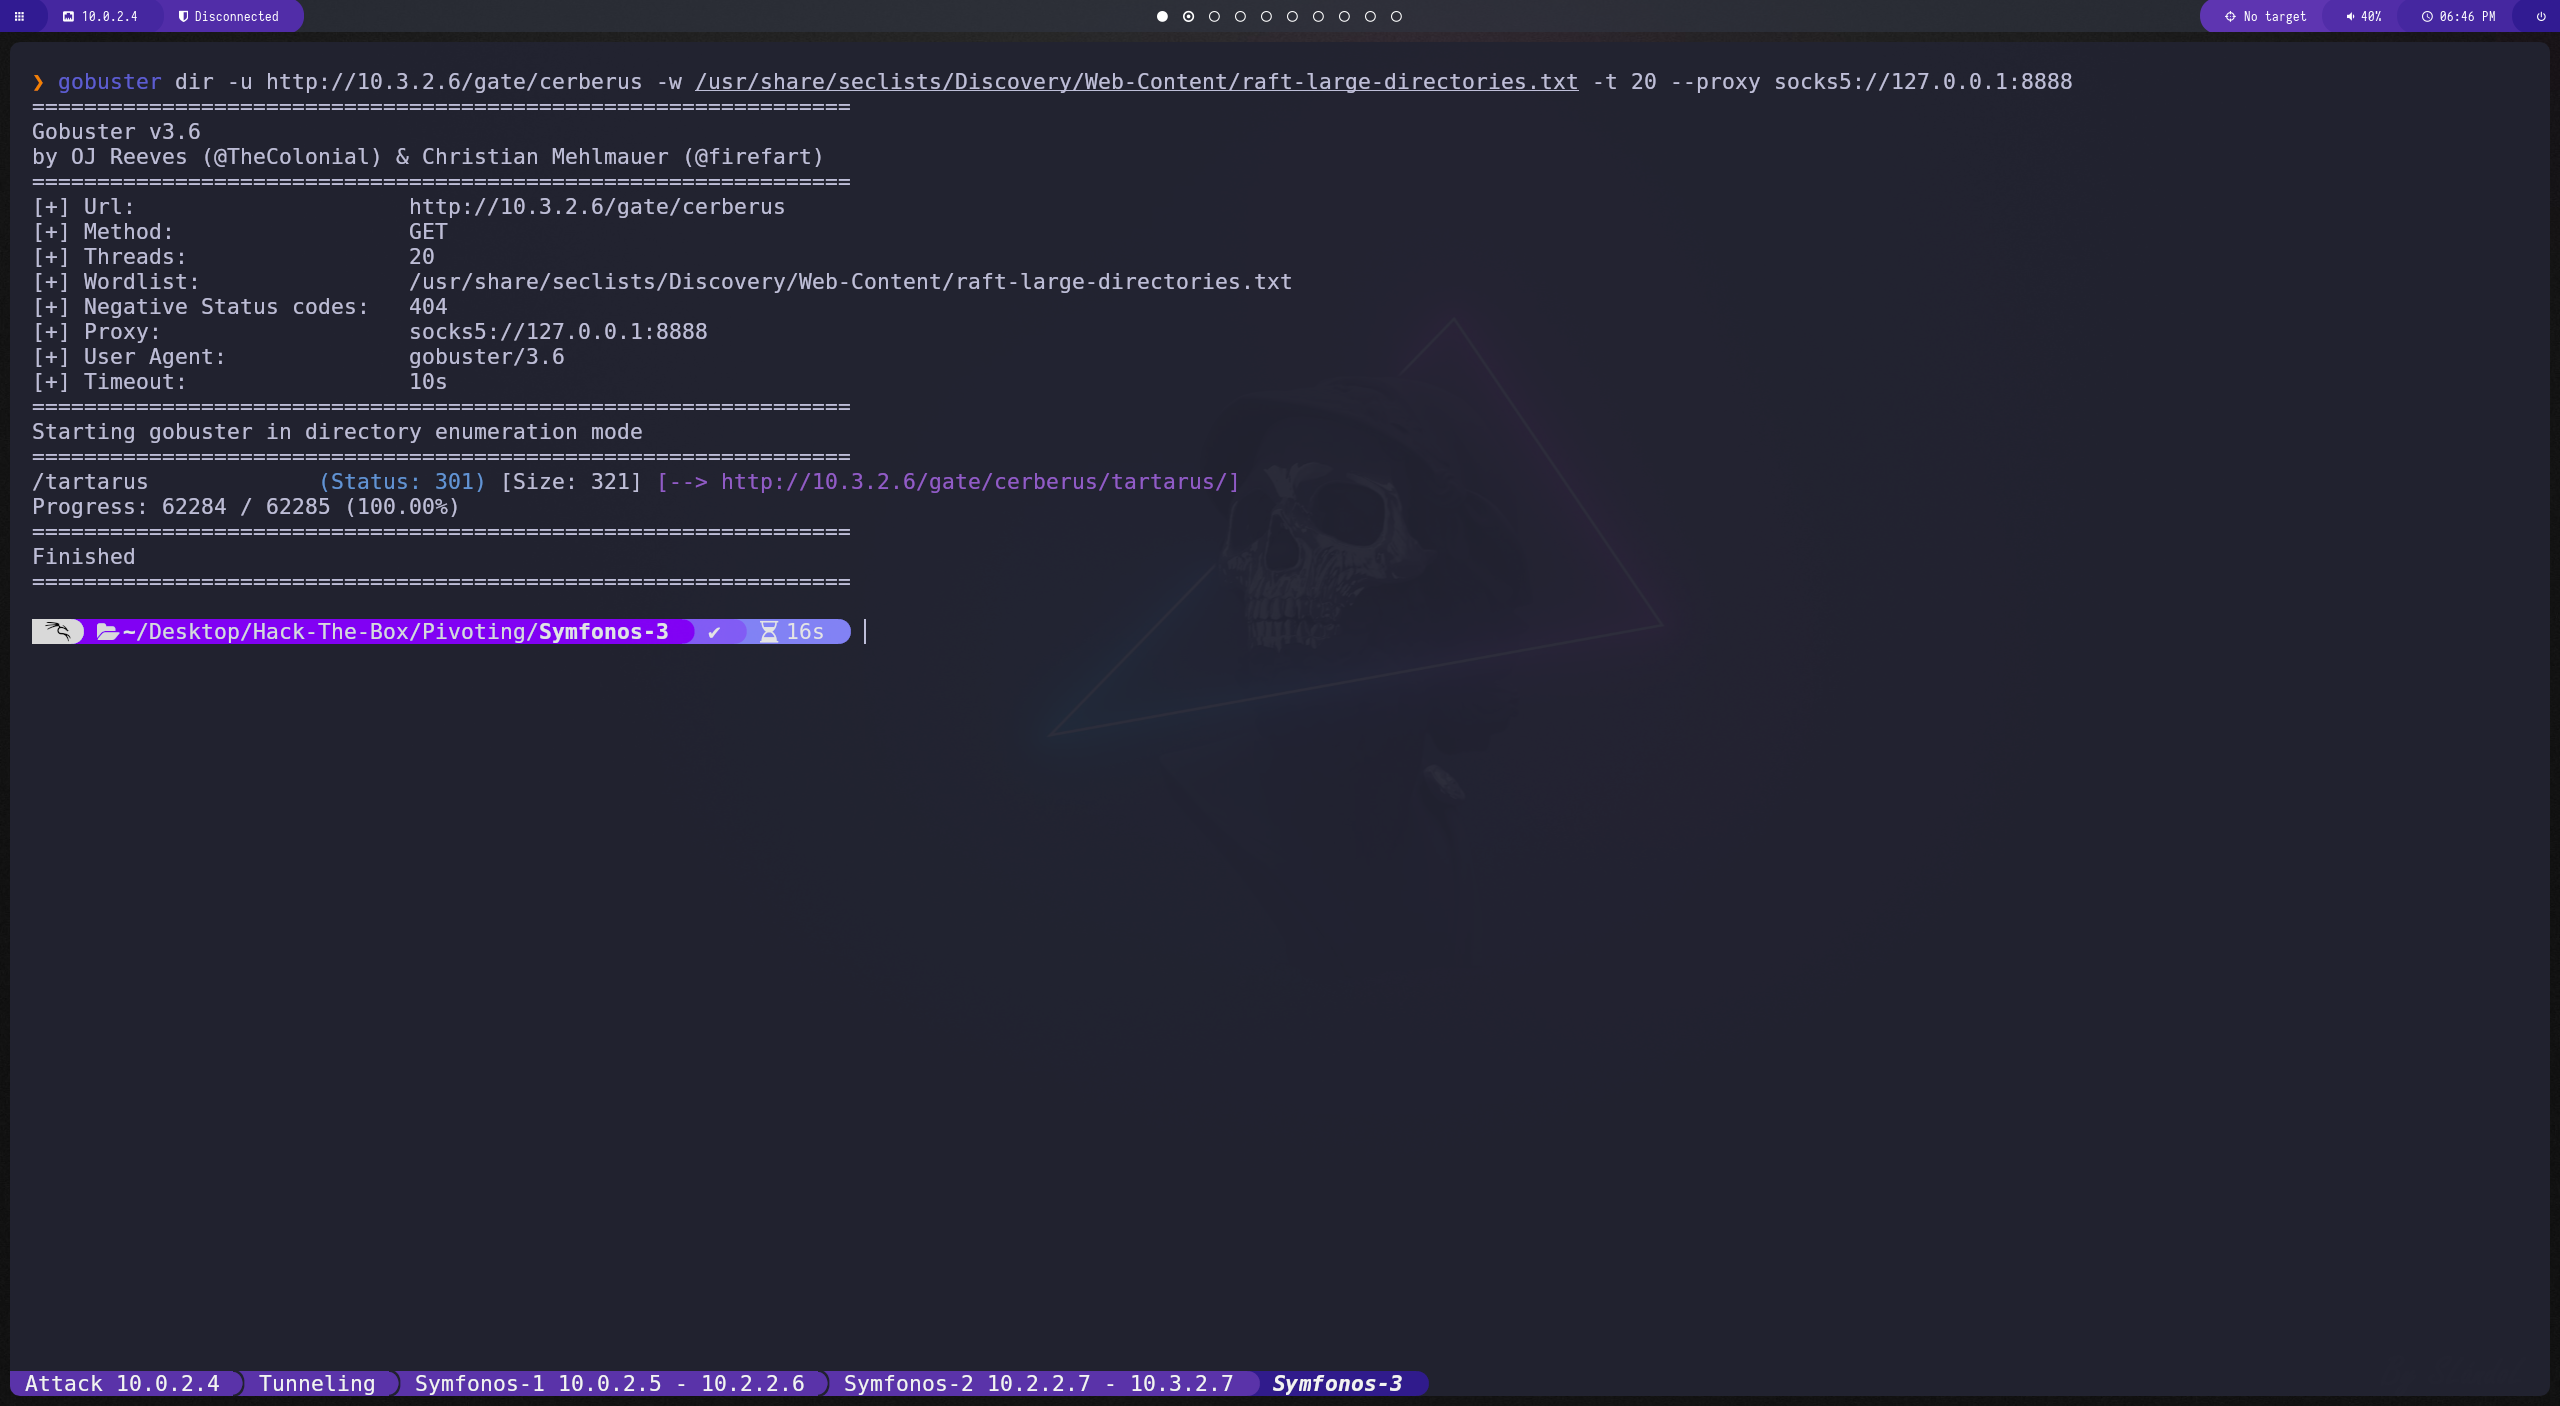 10.0.2.4 Disconnected No target 40% 06:46 PM
❯ gobuster dir -u http://10.3.2.6/gate/cerberus -w /usr/share/seclists/Discovery/Web-Content/raft-large-directories.txt -t 20 --proxy socks5://127.0.0.1:8888
===============================================================
Gobuster v3.6
by OJ Reeves (@TheColonial) & Christian Mehlmauer (@firefart)
===============================================================
[+] Url:                     http://10.3.2.6/gate/cerberus
[+] Method:                  GET
[+] Threads:                 20
[+] Wordlist:                /usr/share/seclists/Discovery/Web-Content/raft-large-directories.txt
[+] Negative Status codes:   404
[+] Proxy:                   socks5://127.0.0.1:8888
[+] User Agent:              gobuster/3.6
[+] Timeout:                 10s
===============================================================
Starting gobuster in directory enumeration mode
===============================================================
/tartarus             (Status: 301) [Size: 321] [--> http://10.3.2.6/gate/cerberus/tartarus/]
Progress: 62284 / 62285 (100.00%)
===============================================================
Finished
===============================================================
~/Desktop/Hack-The-Box/Pivoting/Symfonos-3 ✔ 16s
Attack 10.0.2.4 Tunneling Symfonos-1 10.0.2.5 - 10.2.2.6 Symfonos-2 10.2.2.7 - 10.3.2.7 Symfonos-3